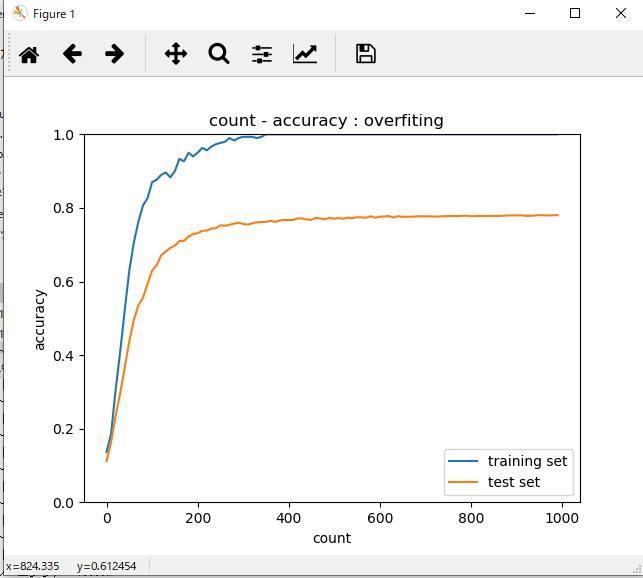 Figure 1
count - accuracy : overfiting
1.0
0.8
0.6
0.4
0.2
0.0
accuracy
training set
test set
0 200 400 600 800 1000
count
x=824.335 y=0.612454